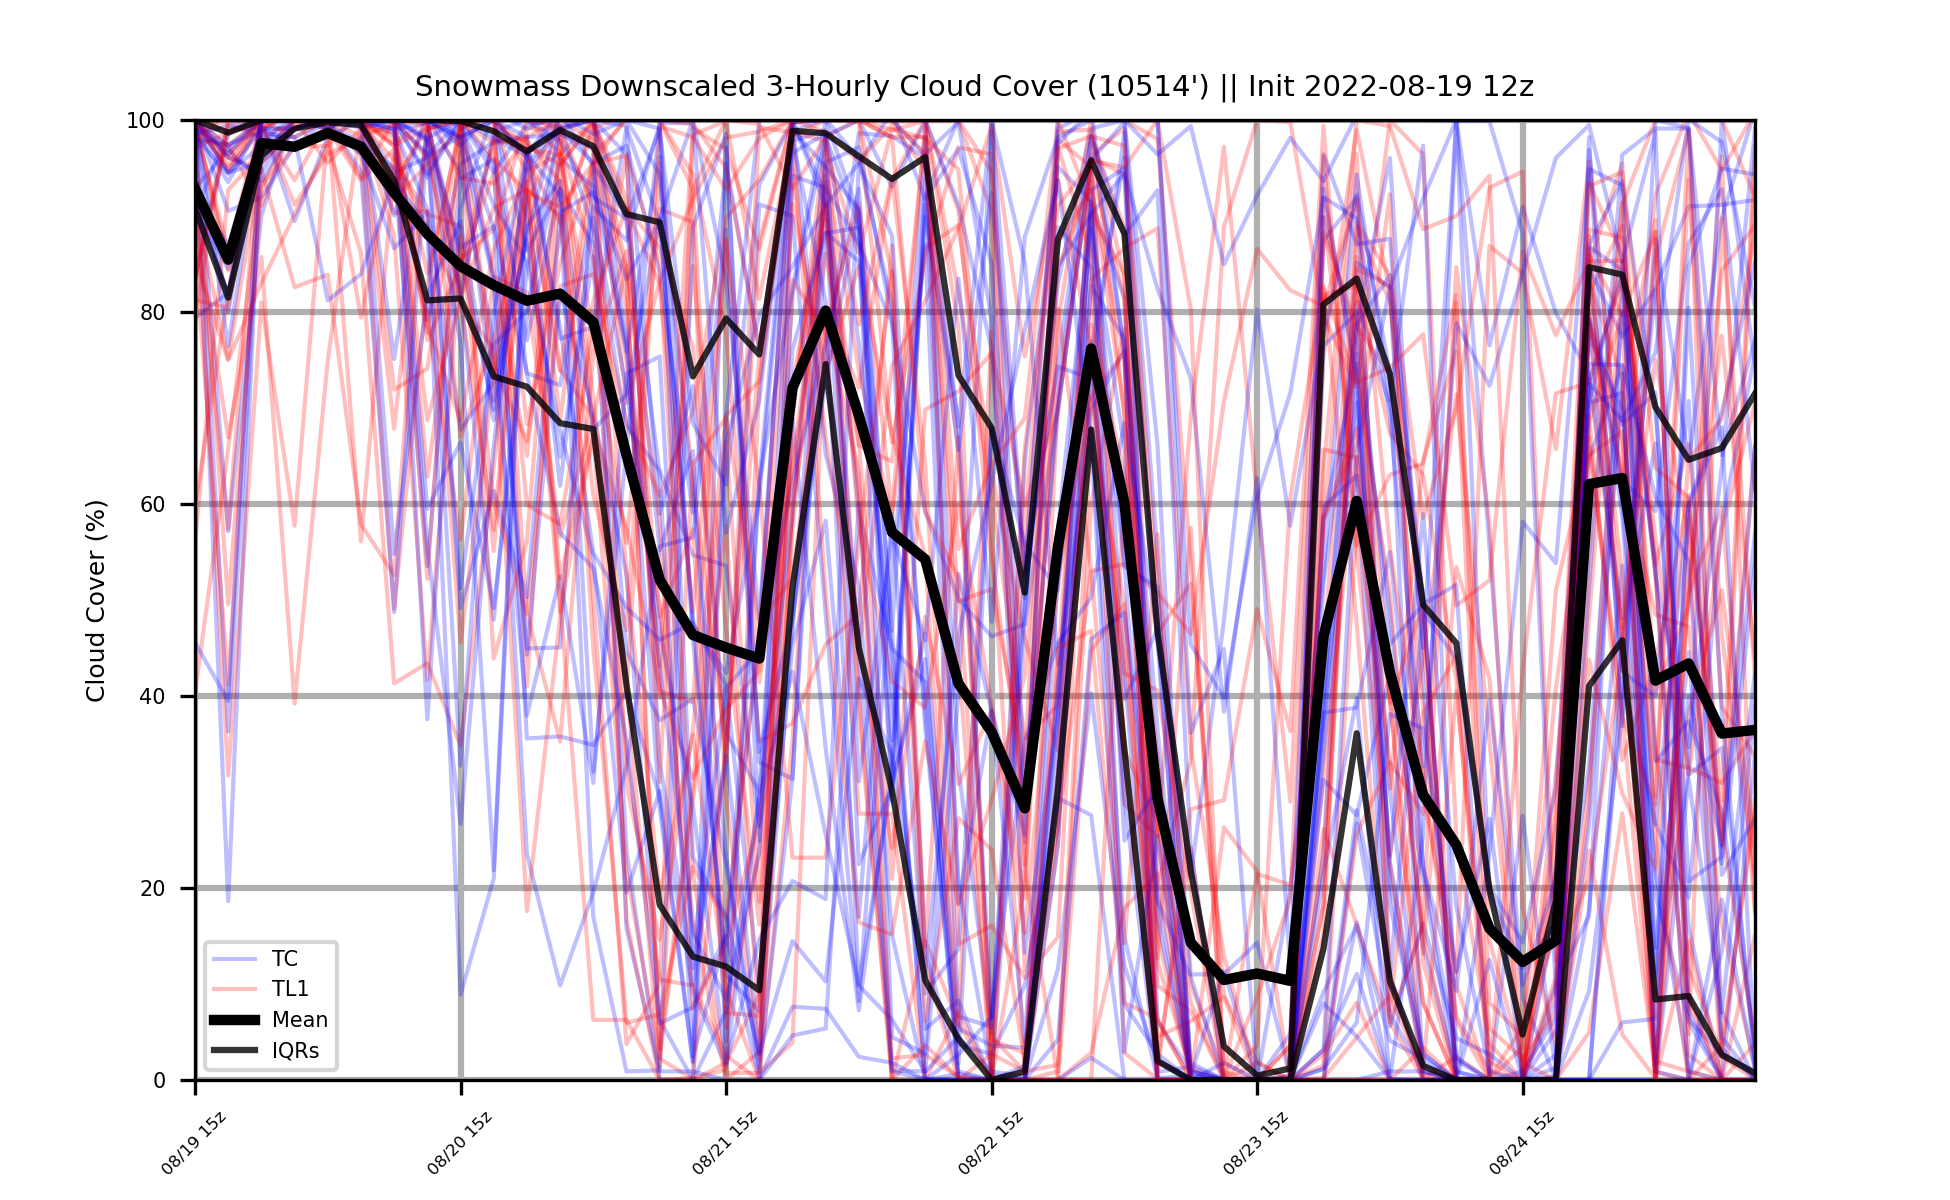 Snowmass Downscaled 3-Hourly Cloud Cover (10514') || Init 2022-08-19 12z
Cloud Cover (%)
100
80
60
40
20
0
TC
TL1
Mean
IQRs
08/19 15z
08/20 15z
08/21 15z
08/22 15z
08/23 15z
08/24 15z